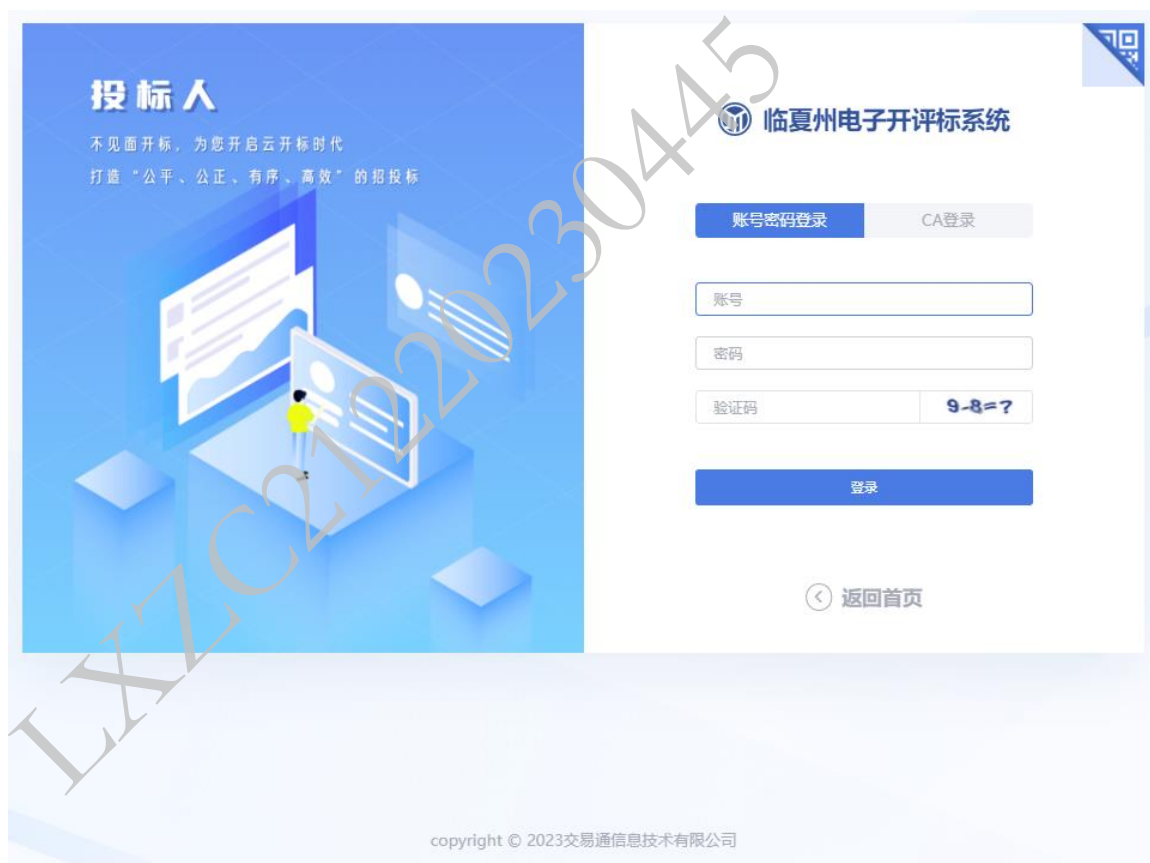 投标人
不见面开标，为您开启云开标时代
打造“公平、公正、有序、高效”的招投标
临夏州电子开评标系统
账号密码登录
CA登录
账号
密码
验证码
9-8=?
登录
返回首页
LXZC21220230445
copyright © 2023交易通信息技术有限公司